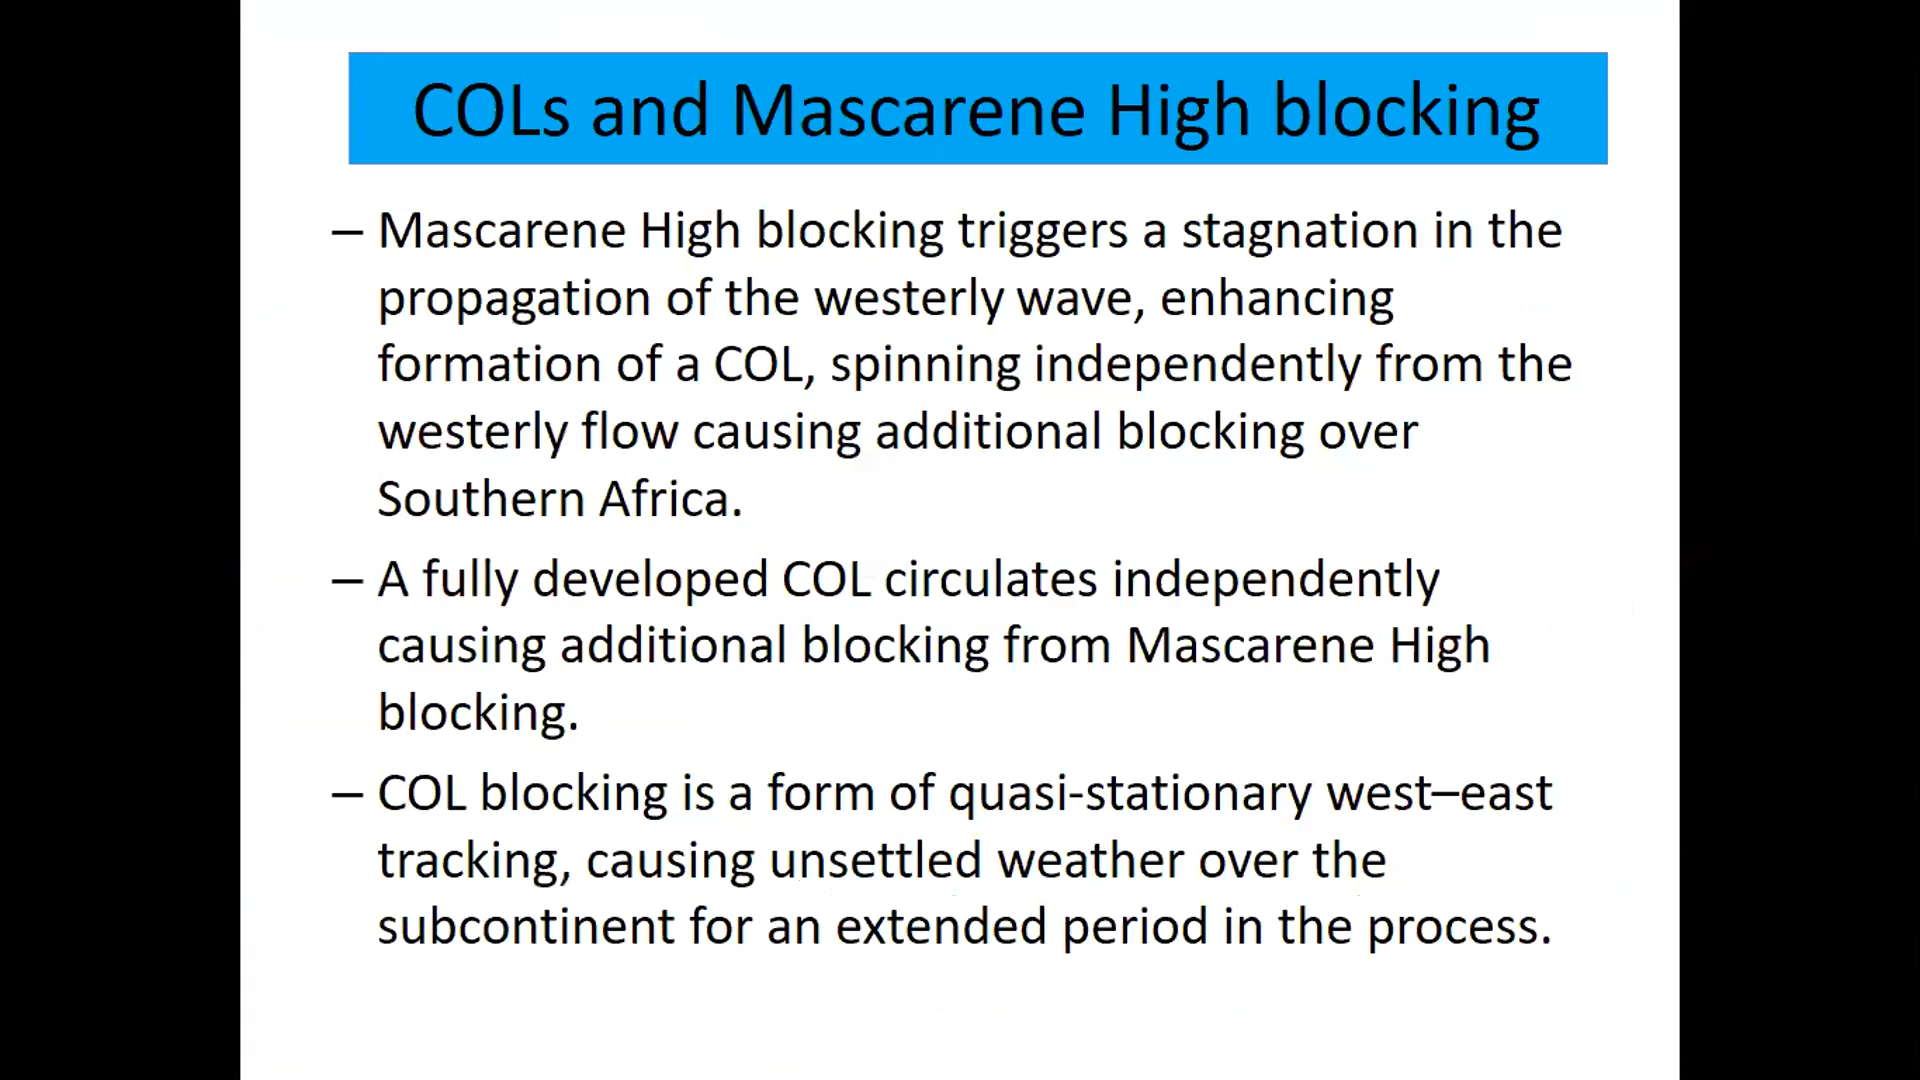 COLs and Mascarene High blocking
– Mascarene High blocking triggers a stagnation in the
propagation of the westerly wave, enhancing
formation of a COL, spinning independently from the
westerly flow causing additional blocking over
Southern Africa.
– A fully developed COL circulates independently
causing additional blocking from Mascarene High
blocking.
– COL blocking is a form of quasi-stationary west–east
tracking, causing unsettled weather over the
subcontinent for an extended period in the process.